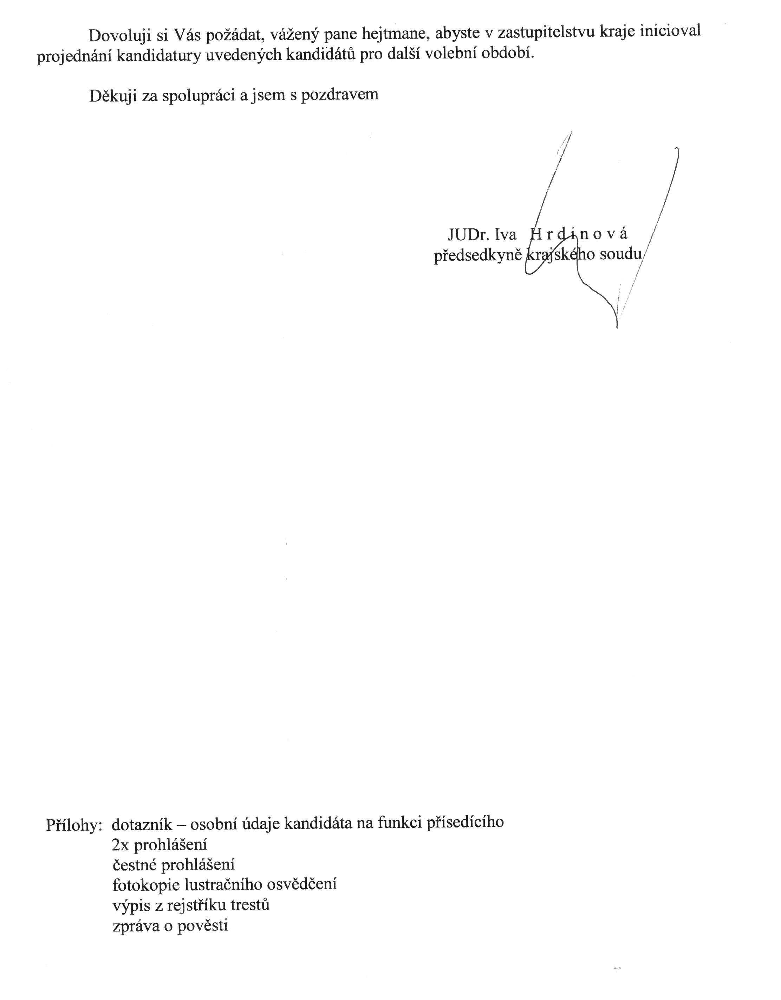 Dovoluji si Vás požádat, vážený pane hejtmane, abyste v zastupitelstvu kraje inicioval
projednání kandidatury uvedených kandidátů pro další volební období.
Děkuji za spolupráci a jsem s pozdravem
JUDr. Iva H r d i n o v á
předsedkyně krajského soudu
Přílohy: dotazník – osobní údaje kandidáta na funkci přísedícího
2x prohlášení
čestné prohlášení
fotokopie lustračního osvědčení
výpis z rejstříku trestů
zpráva o pověsti